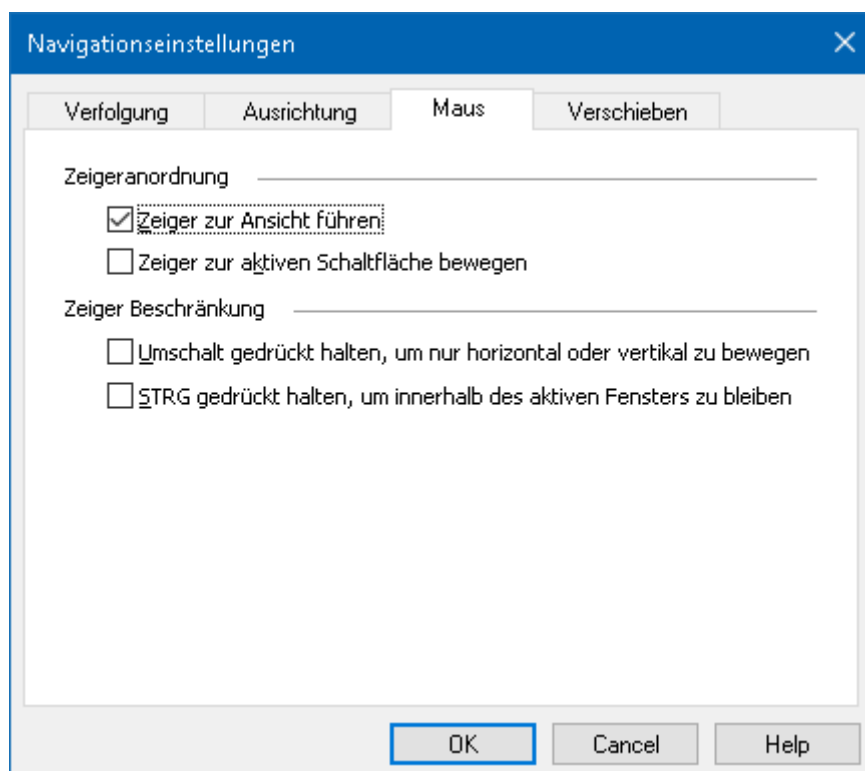 Navigationseinstellungen
Verfolgung Ausrichtung Maus Verschieben
Zeigeranordnung
Zeiger zur Ansicht führen
Zeiger zur aktiven Schaltfläche bewegen
Zeiger Beschränkung
Umschalt gedrückt halten, um nur horizontal oder vertikal zu bewegen
STRG gedrückt halten, um innerhalb des aktiven Fensters zu bleiben
OK Cancel Help